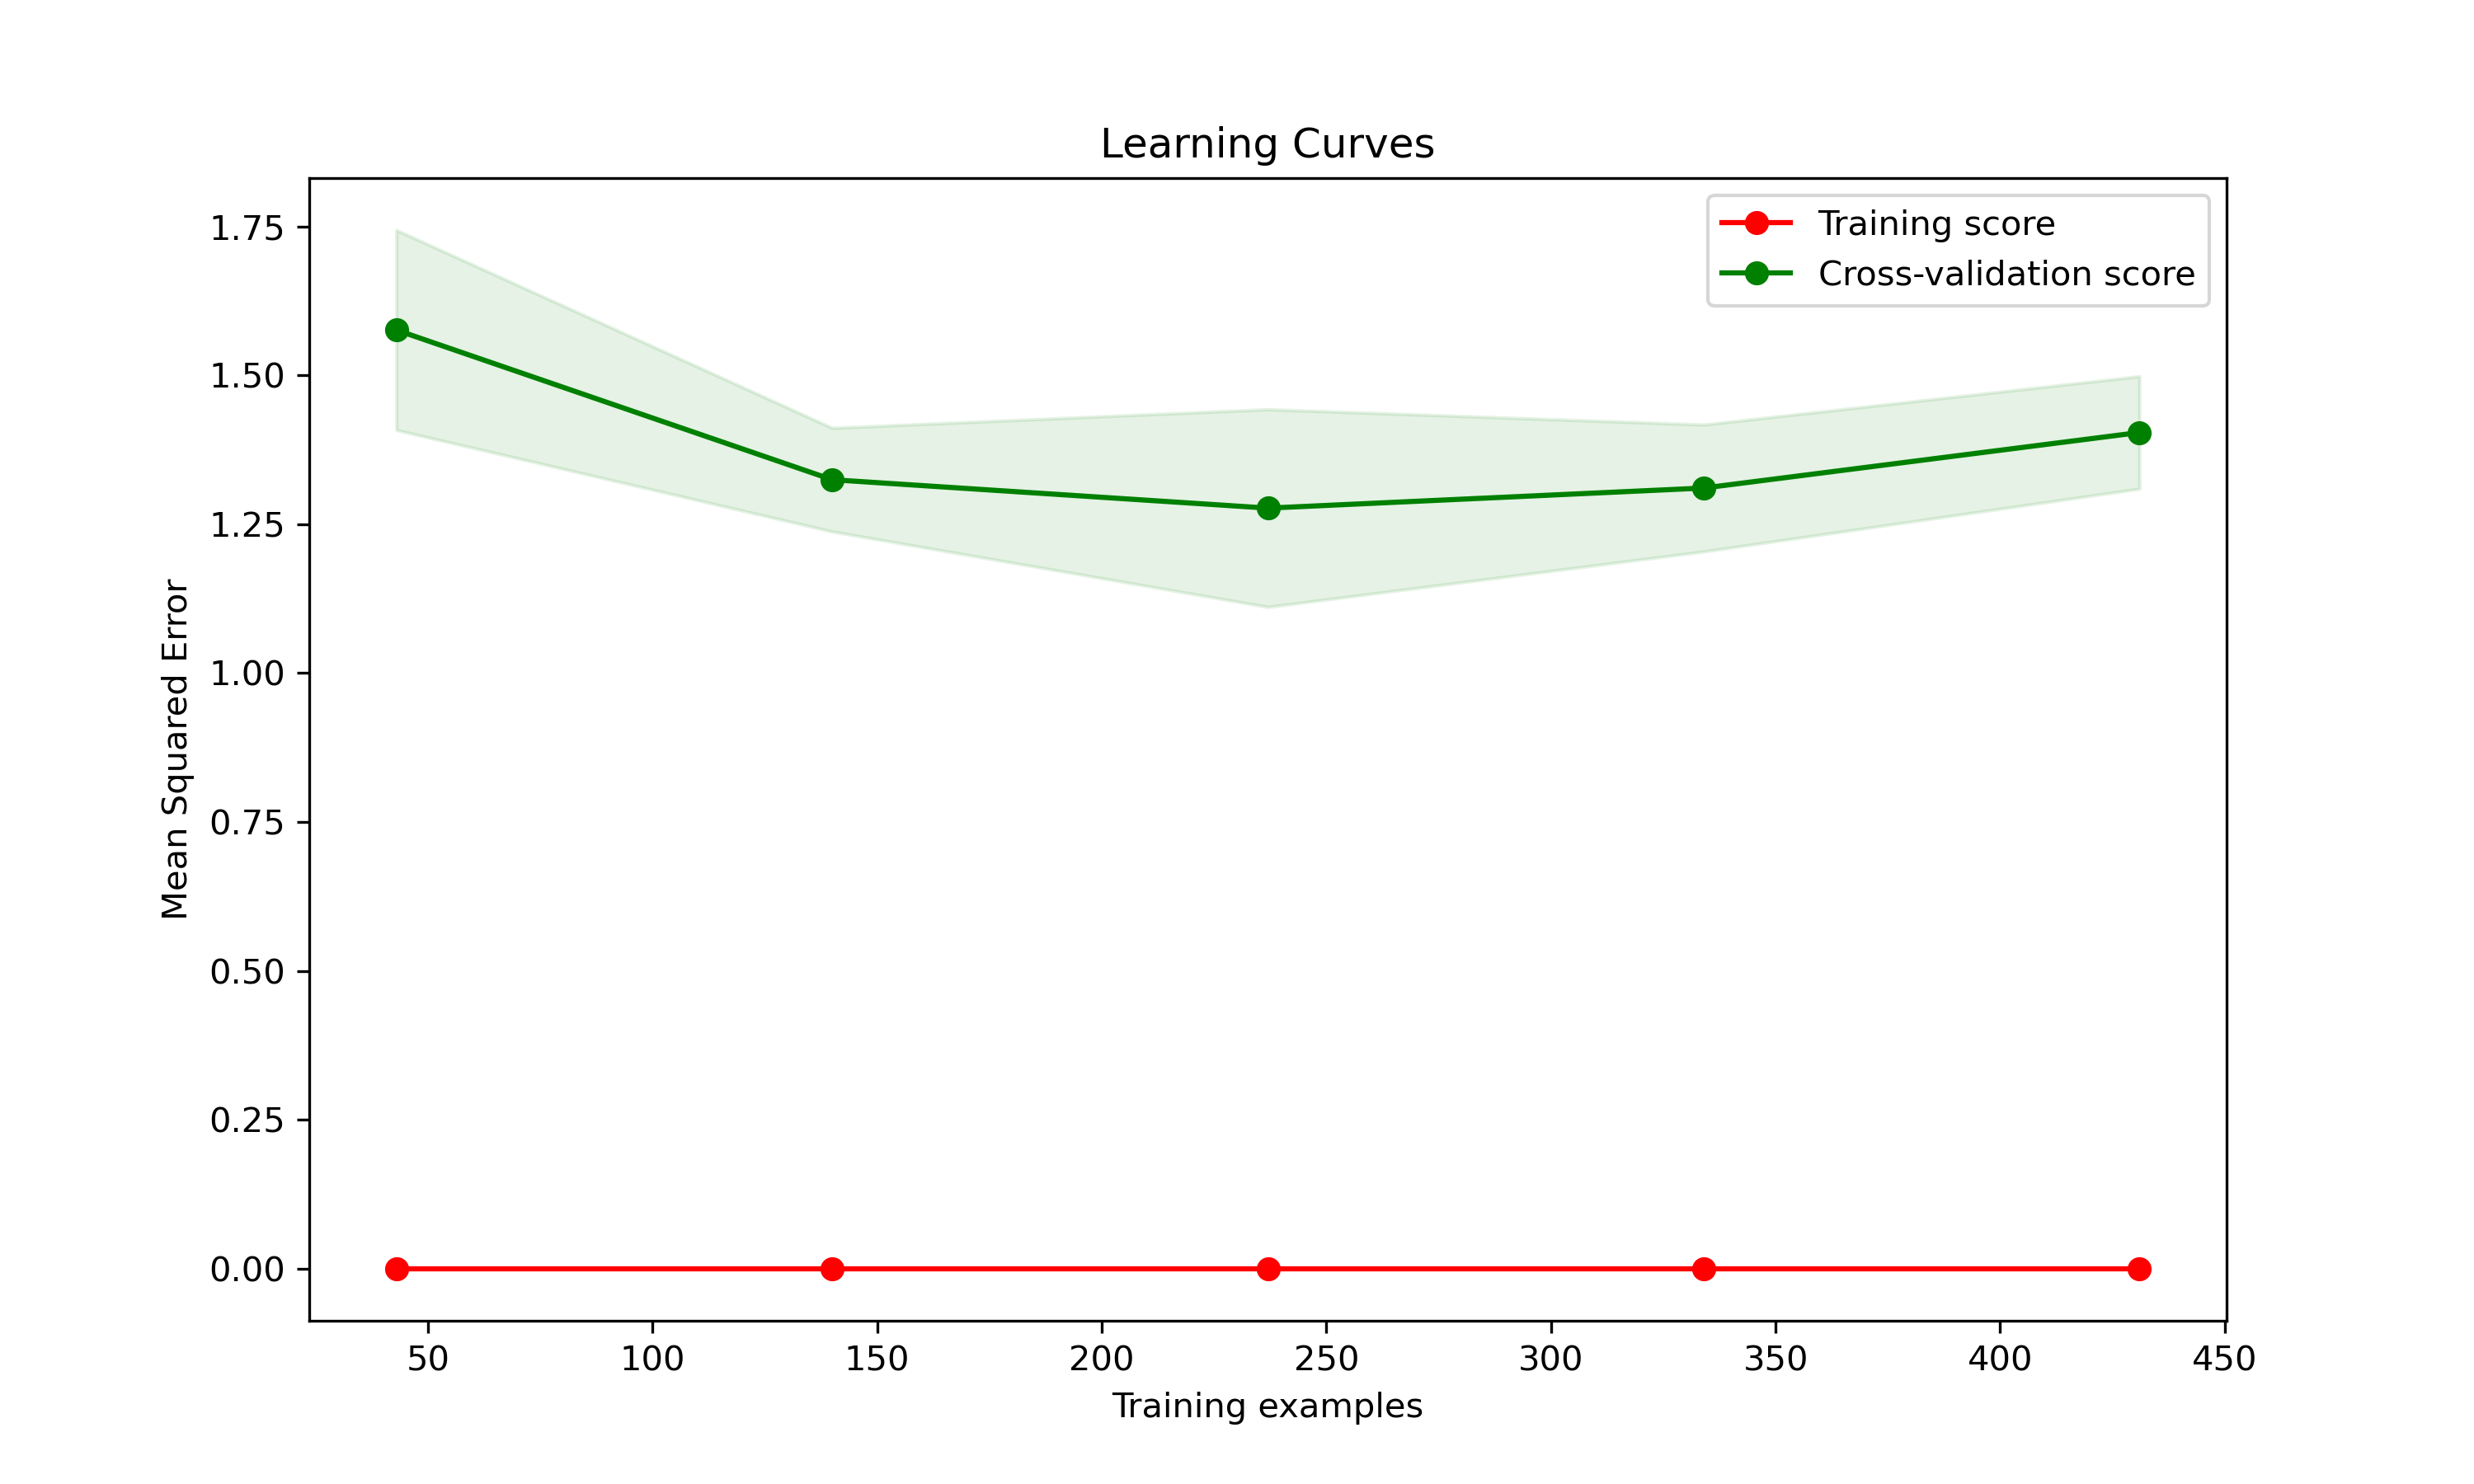 Learning Curves
Training score
Cross-validation score
Mean Squared Error
1.75
1.50
1.25
1.00
0.75
0.50
0.25
0.00
50 100 150 200 250 300 350 400 450
Training examples